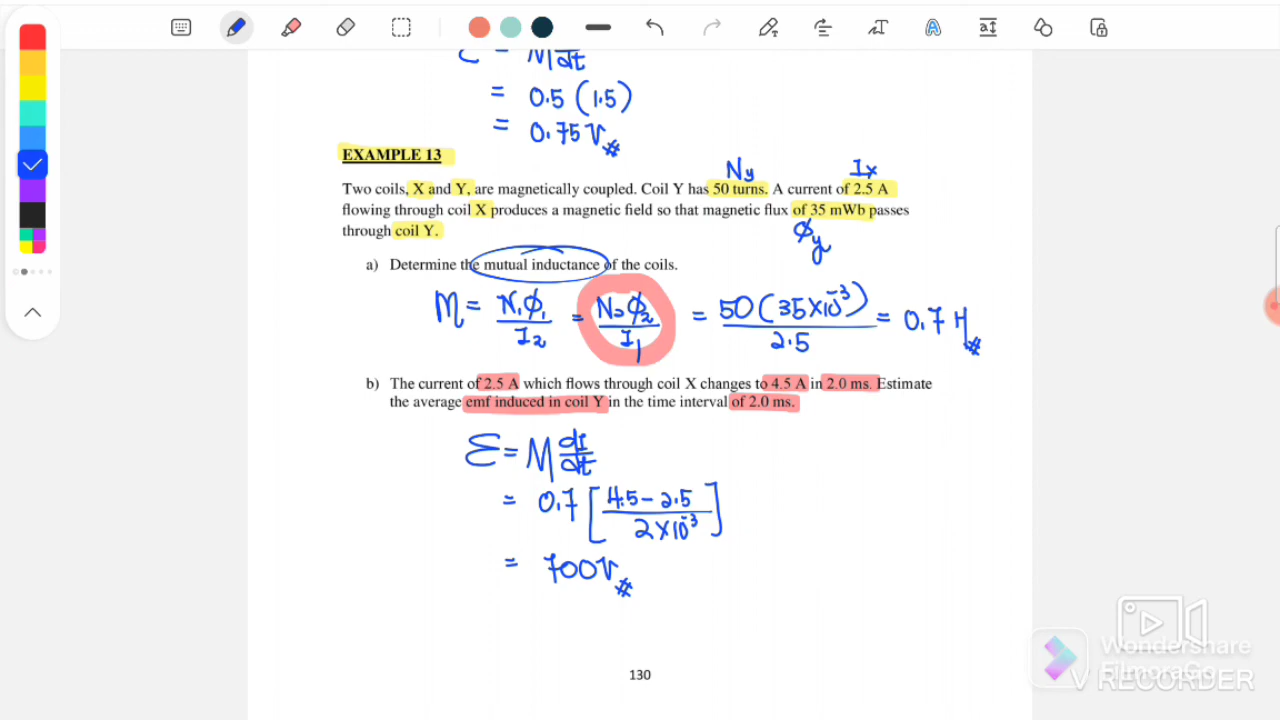 ε = M dI/dt
= 0.5 (1.5)
= 0.75 V #
EXAMPLE 13
Ny Ix
Two coils, X and Y, are magnetically coupled. Coil Y has 50 turns. A current of 2.5 A
flowing through coil X produces a magnetic field so that magnetic flux of 35 mWb passes
through coil Y.
φy
a) Determine the mutual inductance of the coils.
M = N₁φ₁/I₂ = N₂φ₂/I₁ = 50(35×10⁻³)/2.5 = 0.7 H #
b) The current of 2.5 A which flows through coil X changes to 4.5 A in 2.0 ms. Estimate
the average emf induced in coil Y in the time interval of 2.0 ms.
ε = M dI/dt
= 0.7 [4.5 - 2.5 / 2×10⁻³]
= 700V #
130
Wondershare
FilmoraGo
V RECORDER